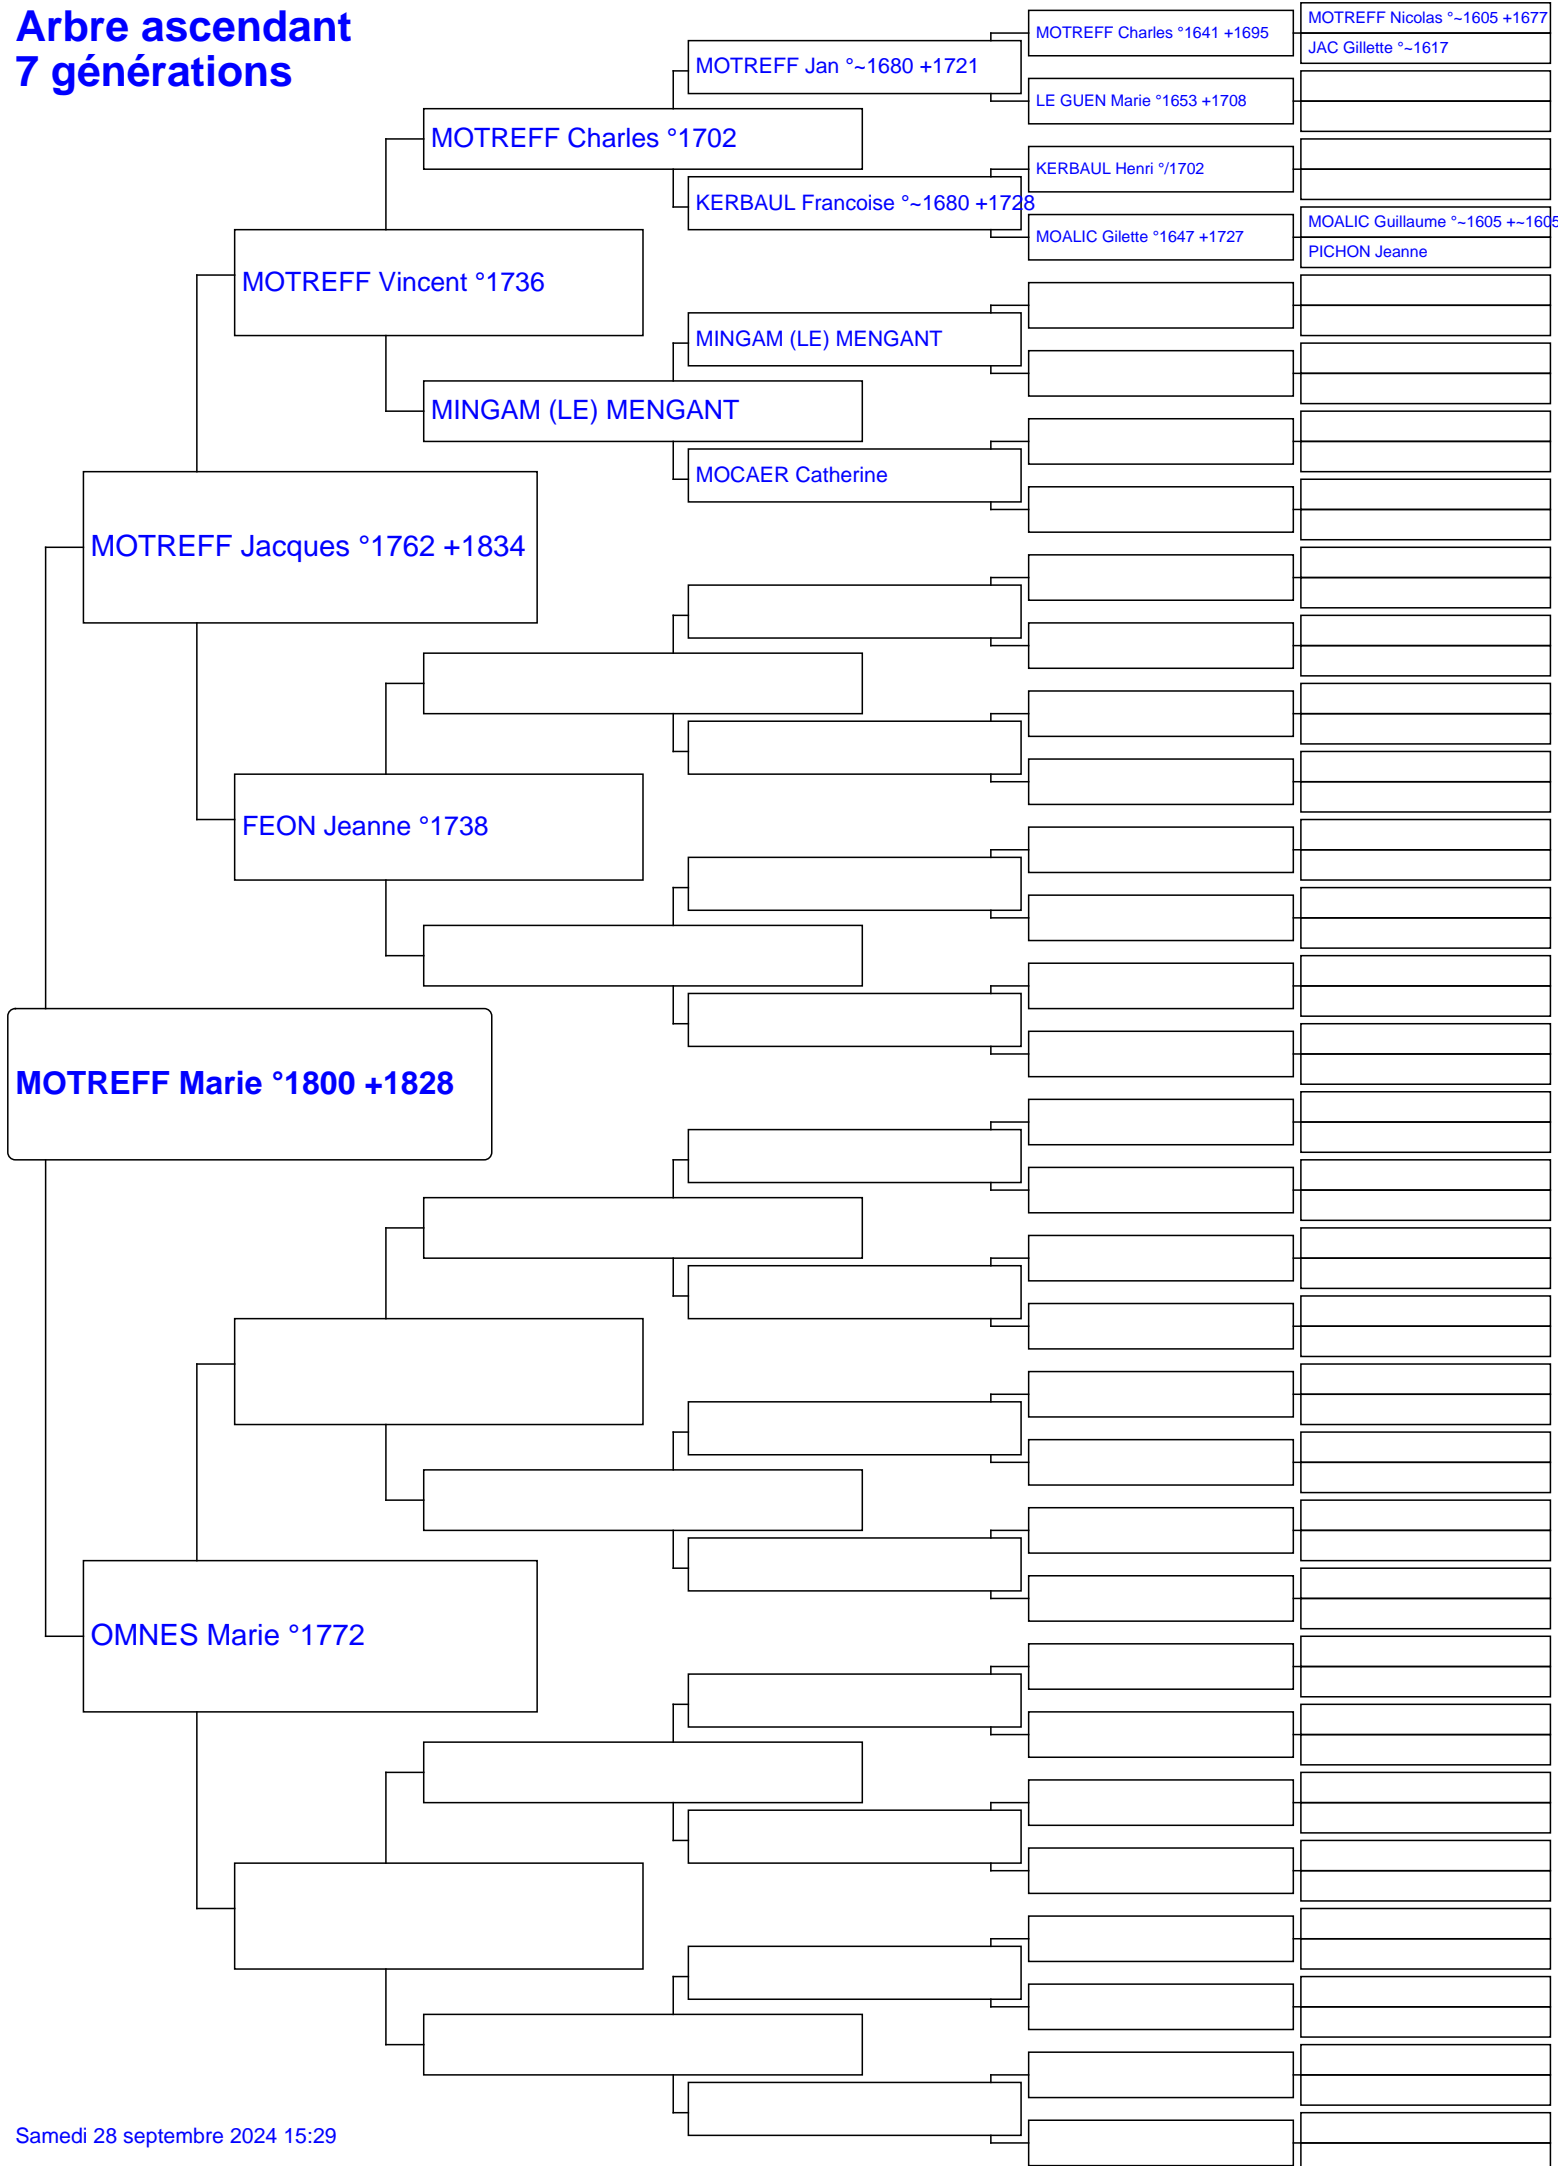 Arbre ascendant
7 générations
MOTREFF Nicolas °~1605 +1677
MOTREFF Charles °1641 +1695
JAC Gillette °~1617
MOTREFF Jan °~1680 +1721
LE GUEN Marie °1653 +1708
MOTREFF Charles °1702
KERBAUL Henri °/1702
KERBAUL Francoise °~1680 +1728
MOALIC Guillaume °~1605 +~1605
MOALIC Gilette °1647 +1727
PICHON Jeanne
MOTREFF Vincent °1736
MINGAM (LE) MENGANT
MINGAM (LE) MENGANT
MOCAER Catherine
MOTREFF Jacques °1762 +1834
FEON Jeanne °1738
MOTREFF Marie °1800 +1828
OMNES Marie °1772
Samedi 28 septembre 2024 15:29